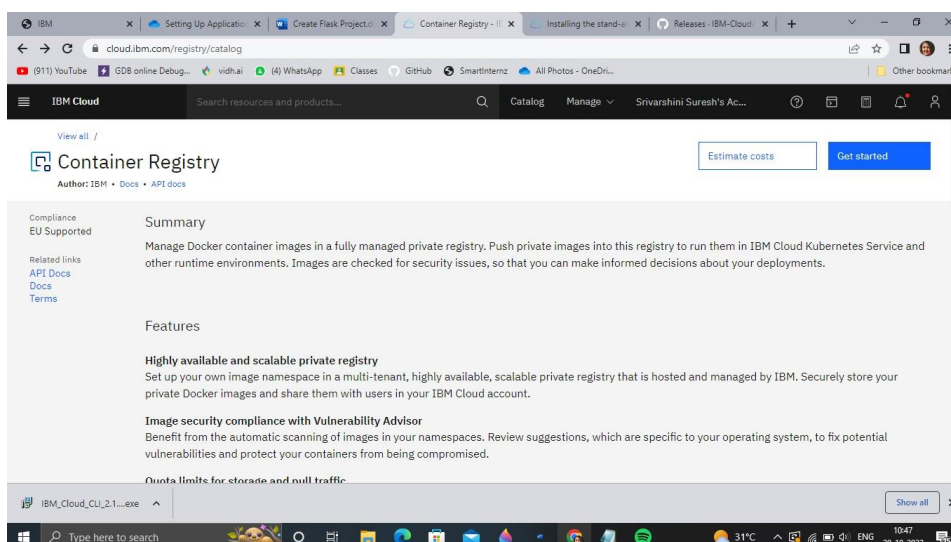 IBM
Setting Up Application
Create Flask Project.d
Container Registry - I
Installing the stand-a
Releases · IBM-Cloud/
cloud.ibm.com/registry/catalog
(911) YouTube
GDB online Debug...
vidh.ai
(4) WhatsApp
Classes
GitHub
SmartInternz
All Photos - OneDri...
Other bookmar
IBM Cloud
Search resources and products...
Catalog
Manage
Srivarshini Suresh's Ac...
View all /
Container Registry
Estimate costs
Get started
Author: IBM • Docs • API docs
Compliance
EU Supported
Related links
API Docs
Docs
Terms
Summary
Manage Docker container images in a fully managed private registry. Push private images into this registry to run them in IBM Cloud Kubernetes Service and
other runtime environments. Images are checked for security issues, so that you can make informed decisions about your deployments.
Features
Highly available and scalable private registry
Set up your own image namespace in a multi-tenant, highly available, scalable private registry that is hosted and managed by IBM. Securely store your
private Docker images and share them with users in your IBM Cloud account.
Image security compliance with Vulnerability Advisor
Benefit from the automatic scanning of images in your namespaces. Review suggestions, which are specific to your operating system, to fix potential
vulnerabilities and protect your containers from being compromised.
Quota limits for storage and pull traffic
IBM_Cloud_CLI_2.1....exe
Show all
Type here to search
31°C
ENG
10:47